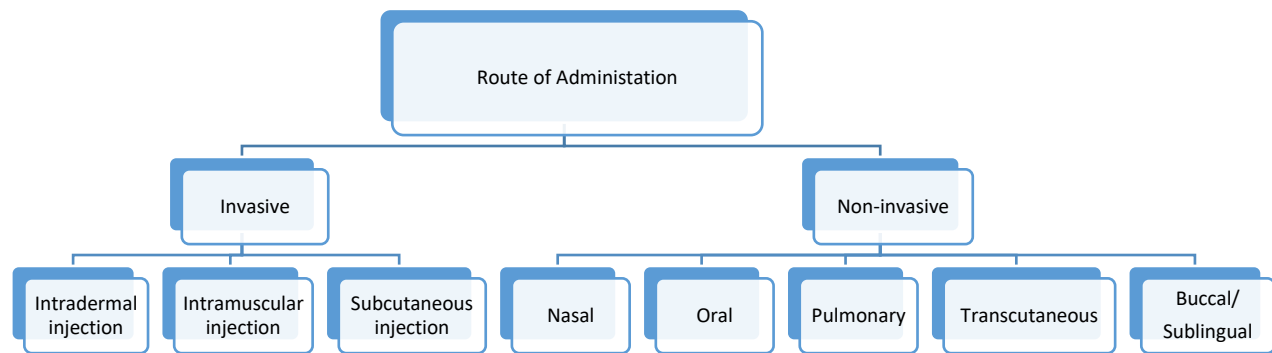 Route of Administation
Invasive
Non-invasive
Intradermal
injection
Intramuscular
injection
Subcutaneous
injection
Nasal
Oral
Pulmonary
Transcutaneous
Buccal/
Sublingual